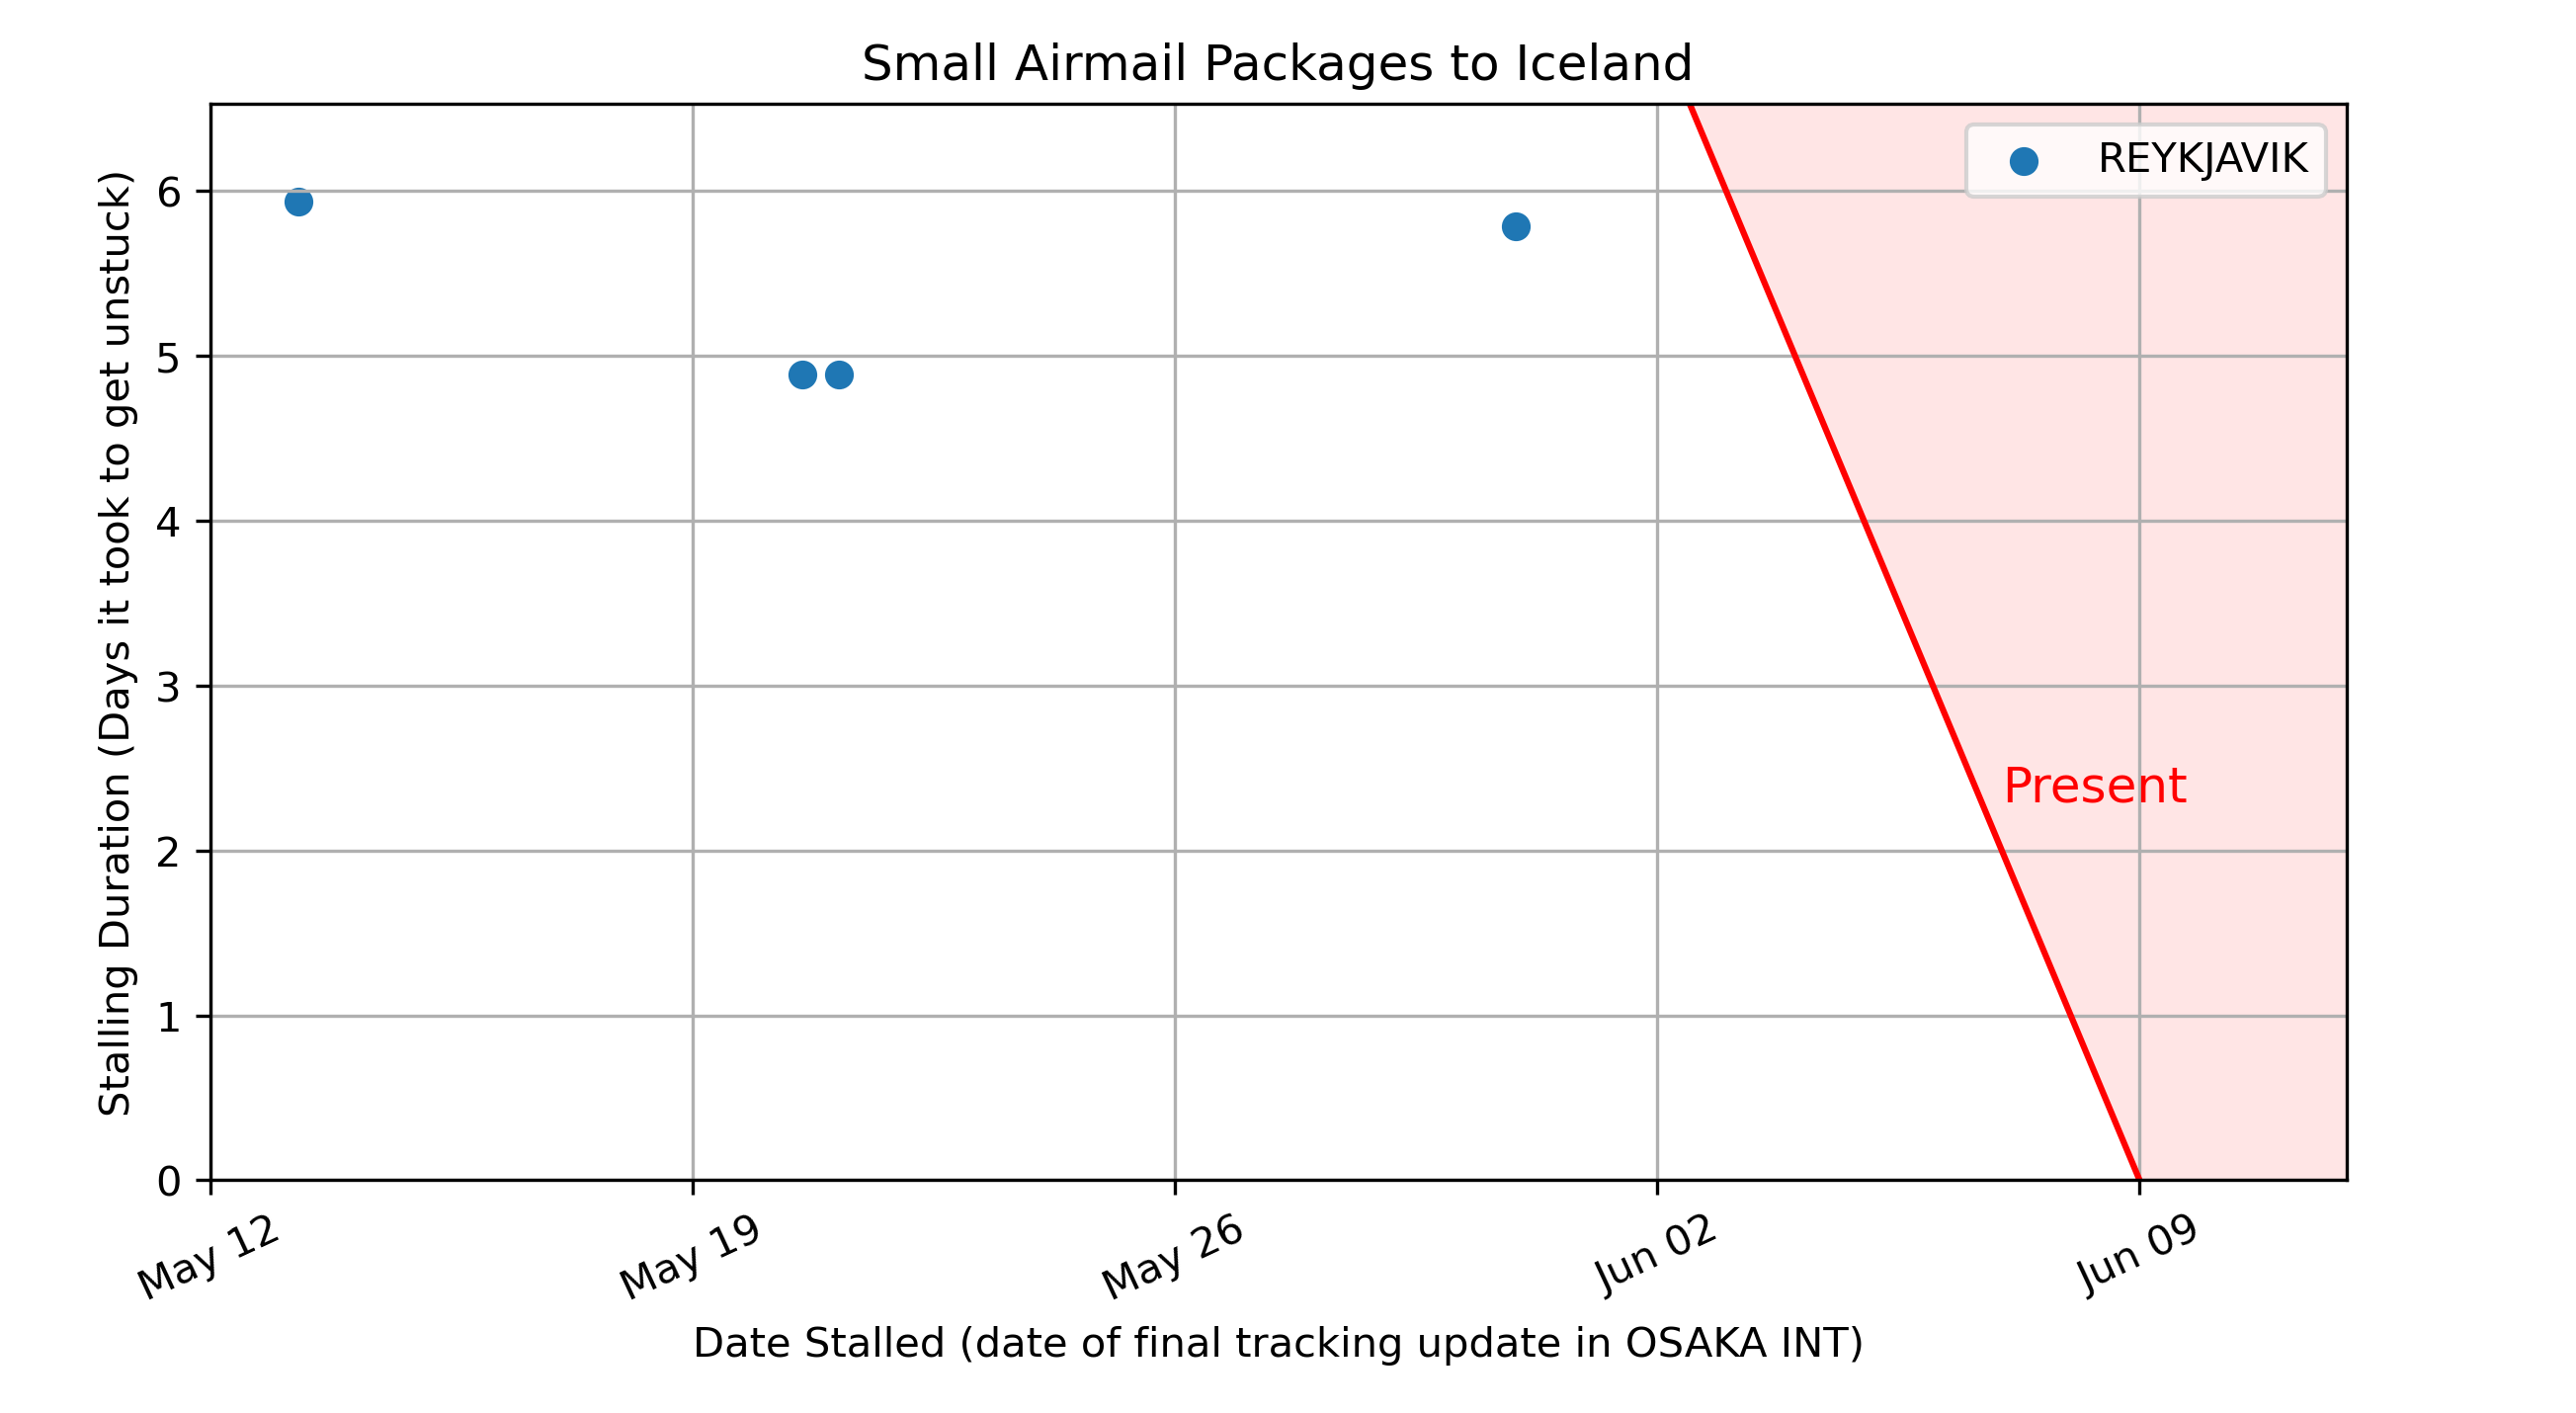 Small Airmail Packages to Iceland
REYKJAVIK
Stalling Duration (Days it took to get unstuck)
6
5
4
3
2
1
0
Present
May 12
May 19
May 26
Jun 02
Jun 09
Date Stalled (date of final tracking update in OSAKA INT)